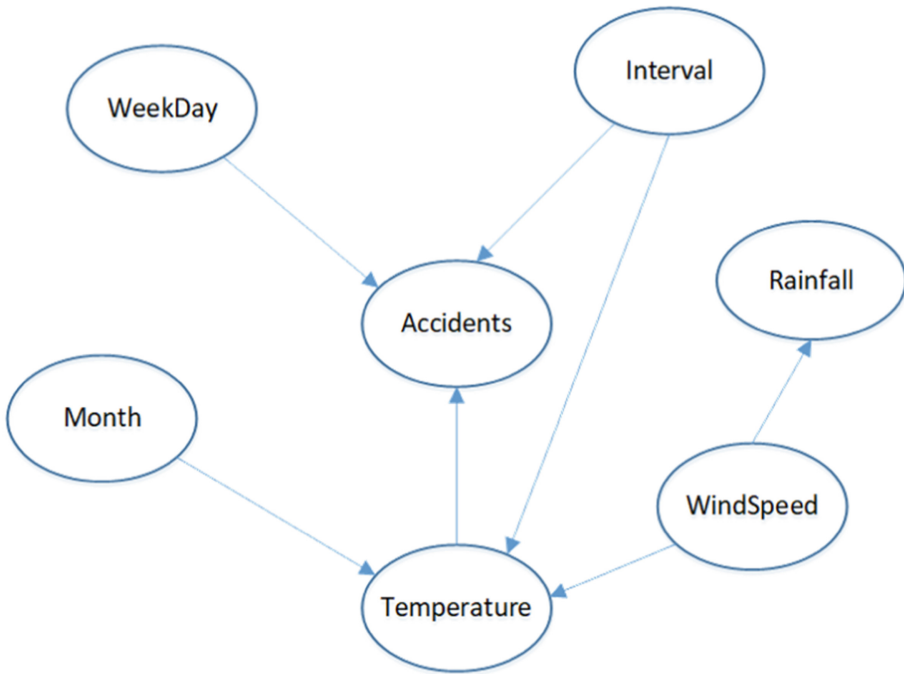 Interval
WeekDay
Rainfall
Accidents
Month
WindSpeed
Temperature